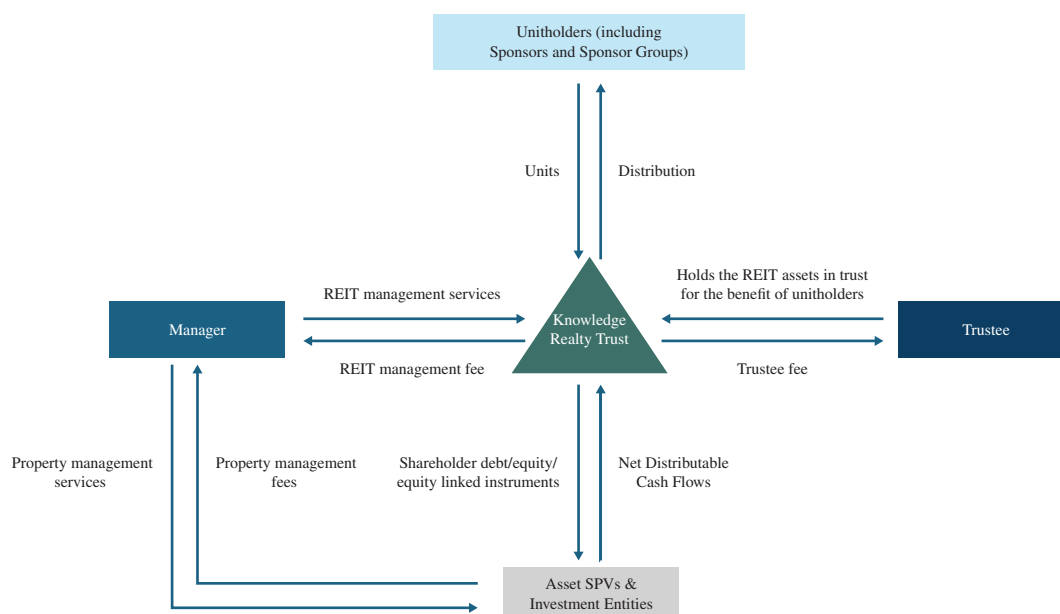 Unitholders (including
Sponsors and Sponsor Groups)
Units
Distribution
REIT management services
Holds the REIT assets in trust
for the benefit of unitholders
Manager
Knowledge
Realty Trust
Trustee
REIT management fee
Trustee fee
Property management
services
Property management
fees
Shareholder debt/equity/
equity linked instruments
Net Distributable
Cash Flows
Asset SPVs &
Investment Entities